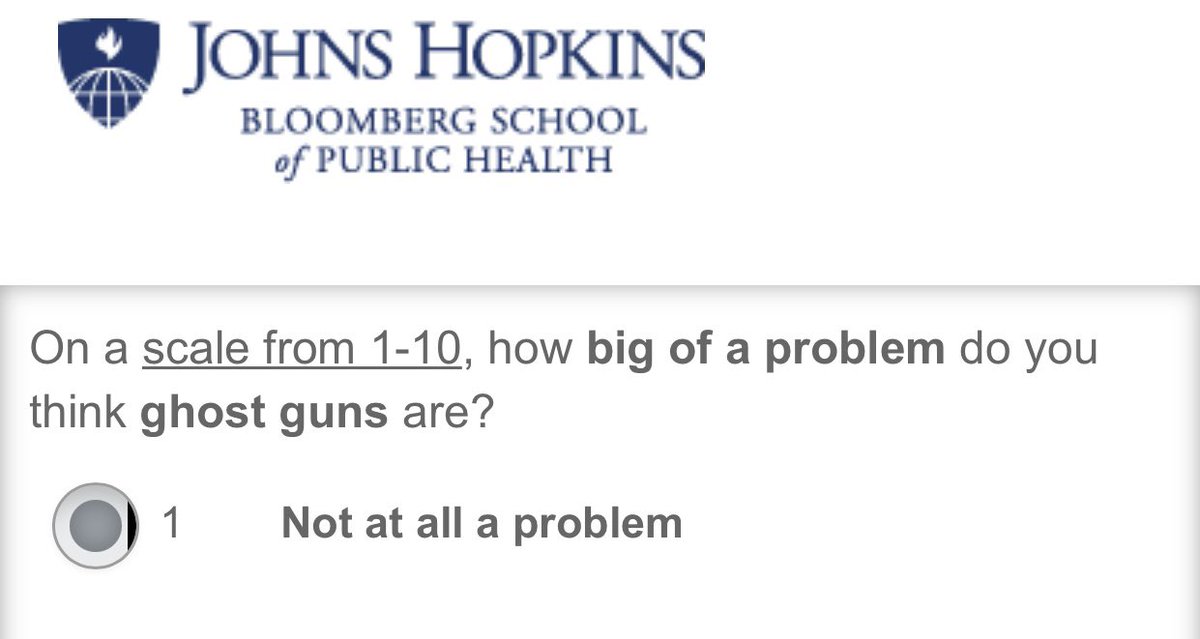 JOHNS HOPKINS
BLOOMBERG SCHOOL
of PUBLIC HEALTH
On a scale from 1-10, how big of a problem do you
think ghost guns are?
1 Not at all a problem